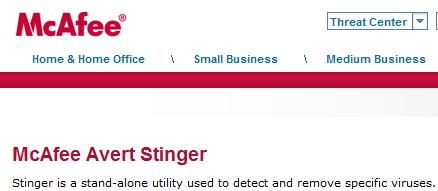 McAfee®
Threat Center
Home & Home Office \ Small Business \ Medium Business
McAfee Avert Stinger
Stinger is a stand-alone utility used to detect and remove specific viruses.